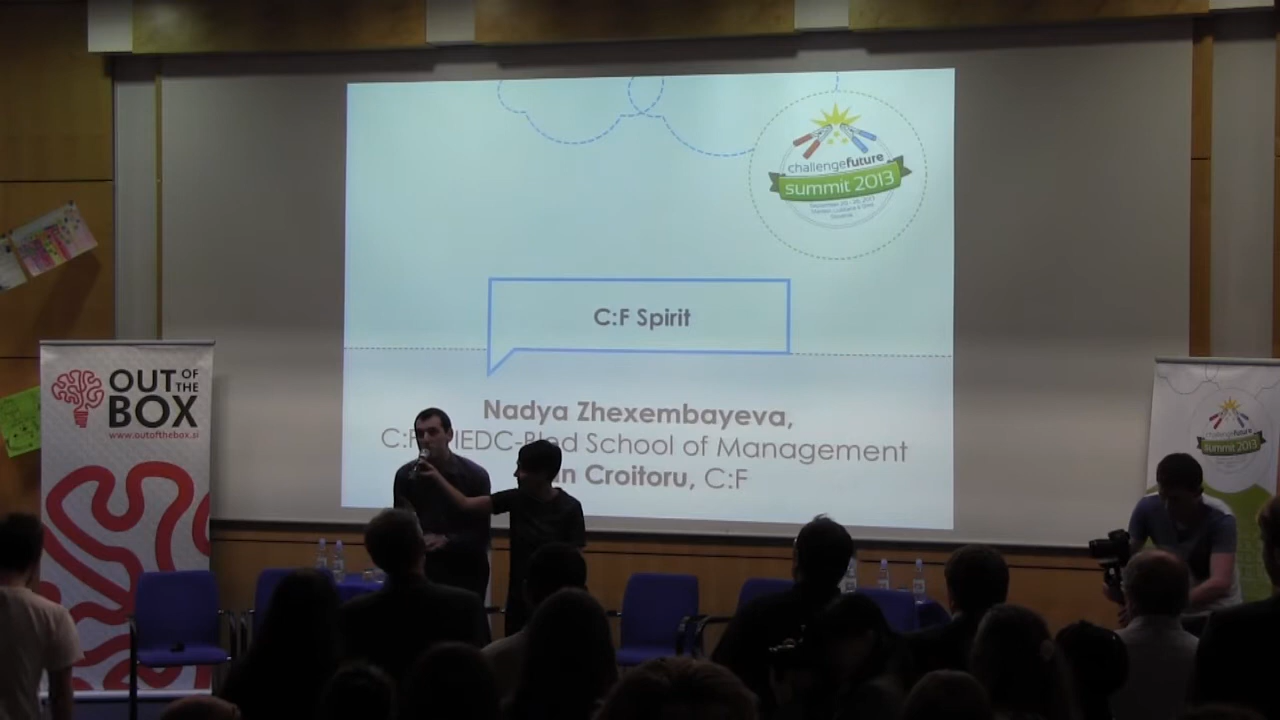 challengefuture
summit 2013
C:F Spirit
Nadya Zhexembayeva,
IEDC-Bled School of Management
Croitoru, C:F
OUT OF THE
BOX
www.outofthebox.si
challengefuture
summit 2013